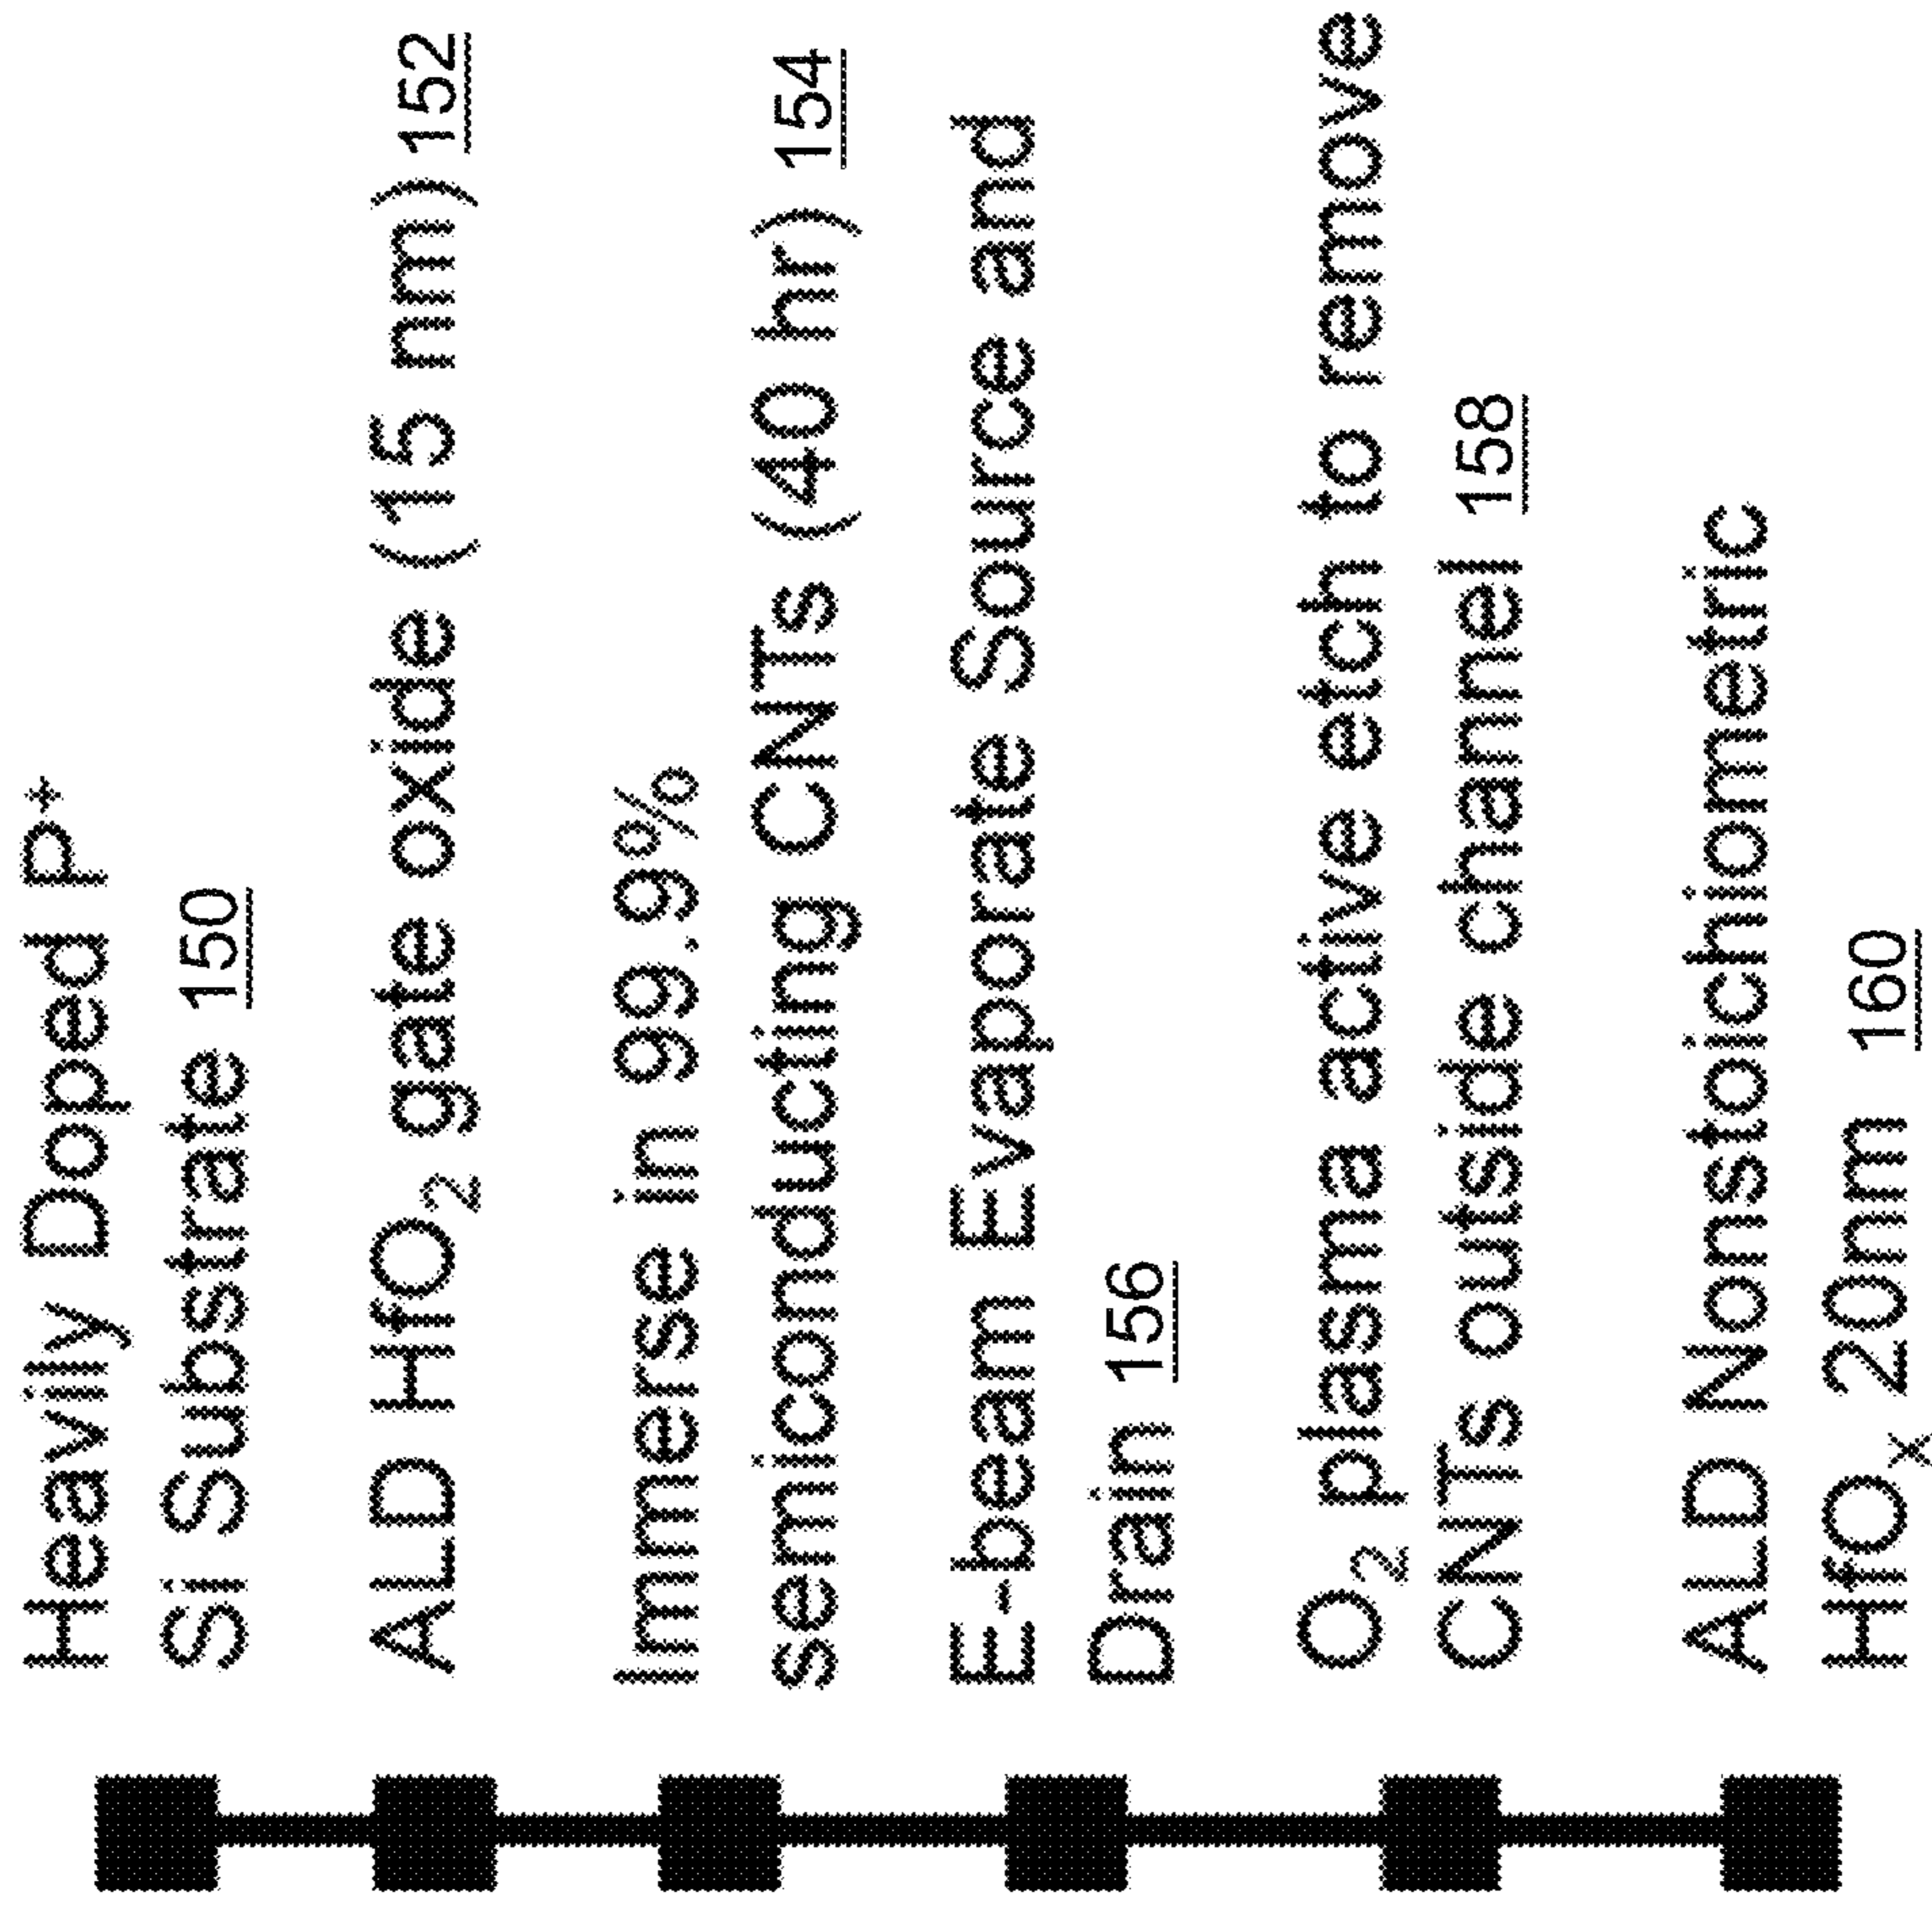 Heavily Doped P⁺
Si Substrate 150
ALD HfO₂ gate oxide (15 nm) 152
Immerse in 99.9%
semiconducting CNTs (40 hr) 154
E-beam Evaporate Source and
Drain 156
O₂ plasma active etch to remove
CNTs outside channel 158
ALD Nonstoichiometric
HfOₓ 20nm 160